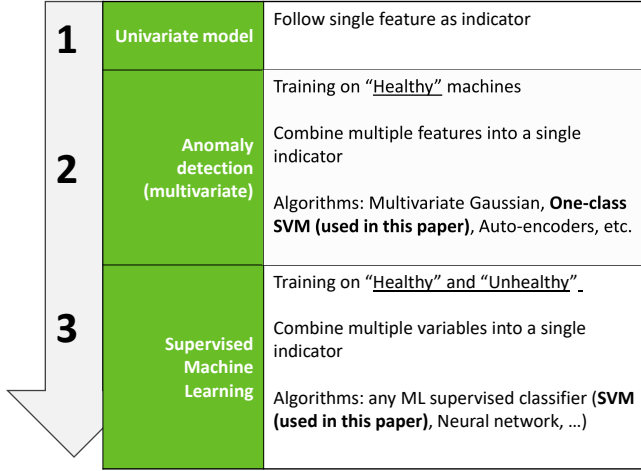 1
Univariate model
Follow single feature as indicator
2
Anomaly
detection
(multivariate)
Training on “Healthy” machines
Combine multiple features into a single
indicator
Algorithms: Multivariate Gaussian, One-class
SVM (used in this paper), Auto-encoders, etc.
3
Supervised
Machine
Learning
Training on “Healthy” and “Unhealthy”
Combine multiple variables into a single
indicator
Algorithms: any ML supervised classifier (SVM
(used in this paper), Neural network, …)